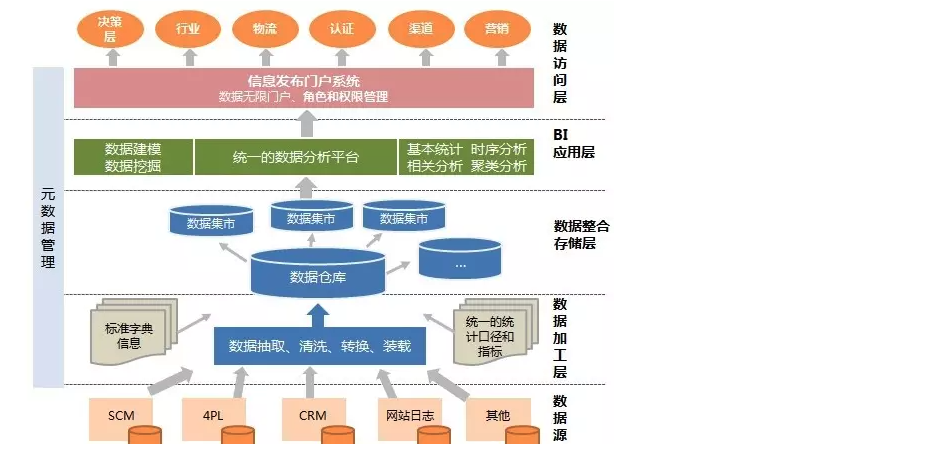 决策
层
行业
物流
认证
渠道
营销
数
据
访
问
层
信息发布门户系统
数据无限门户、角色和权限管理
BI
应用层
数据建模
数据挖掘
统一的数据分析平台
基本统计 时序分析
相关分析 聚类分析
元
数
据
管
理
数据集市
数据集市
数据集市
数据整合
存储层
数据仓库
...
标准字典
信息
统一的统
计口径和
指标
数
据
加
工
层
数据抽取、清洗、转换、装载
SCM
4PL
CRM
网站日志
其他
数
据
源